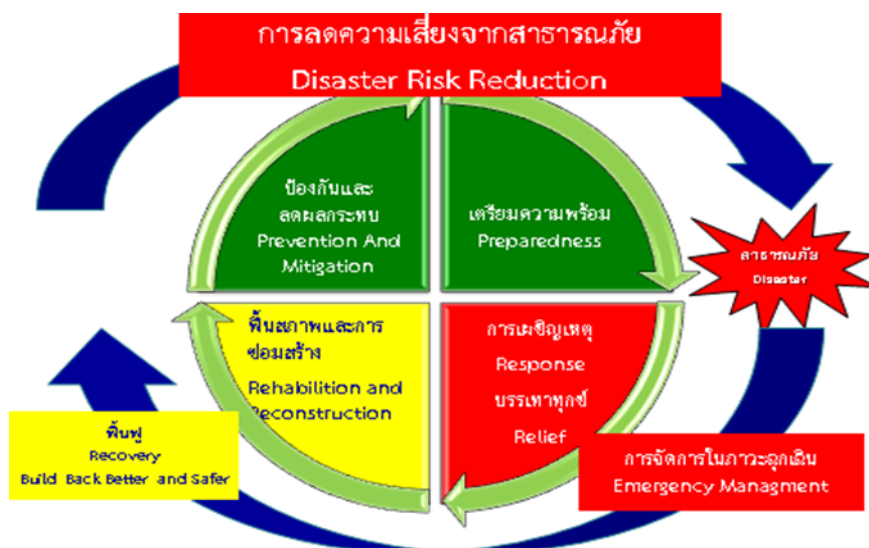 การลดความเสี่ยงจากสาธารณภัย
Disaster Risk Reduction
ป้องกันและ
ลดผลกระทบ
Prevention And
Mitigation
เตรียมความพร้อม
Preparedness
สาธารณภัย
Disaster
ฟื้นสภาพและการ
ซ่อมสร้าง
Rehabilition and
Reconstruction
การเผชิญเหตุ
Response
บรรเทาทุกข์
Relief
ฟื้นฟู
Recovery
Build Back Better and Safer
การจัดการในภาวะฉุกเฉิน
Emergency Managment